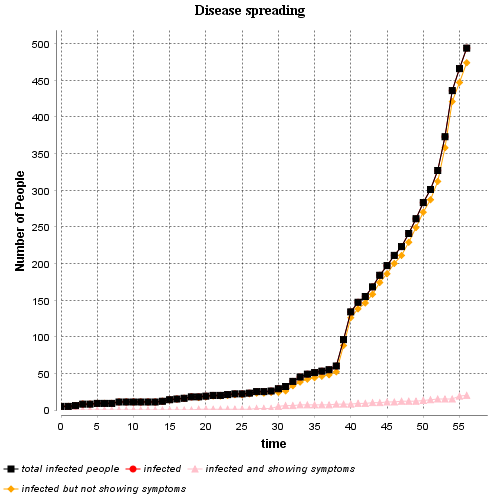 Disease spreading
500
450
400
350
300
250
200
150
100
50
0
Number of People
0 5 10 15 20 25 30 35 40 45 50 55
time
total infected people infected infected and showing symptoms
infected but not showing symptoms